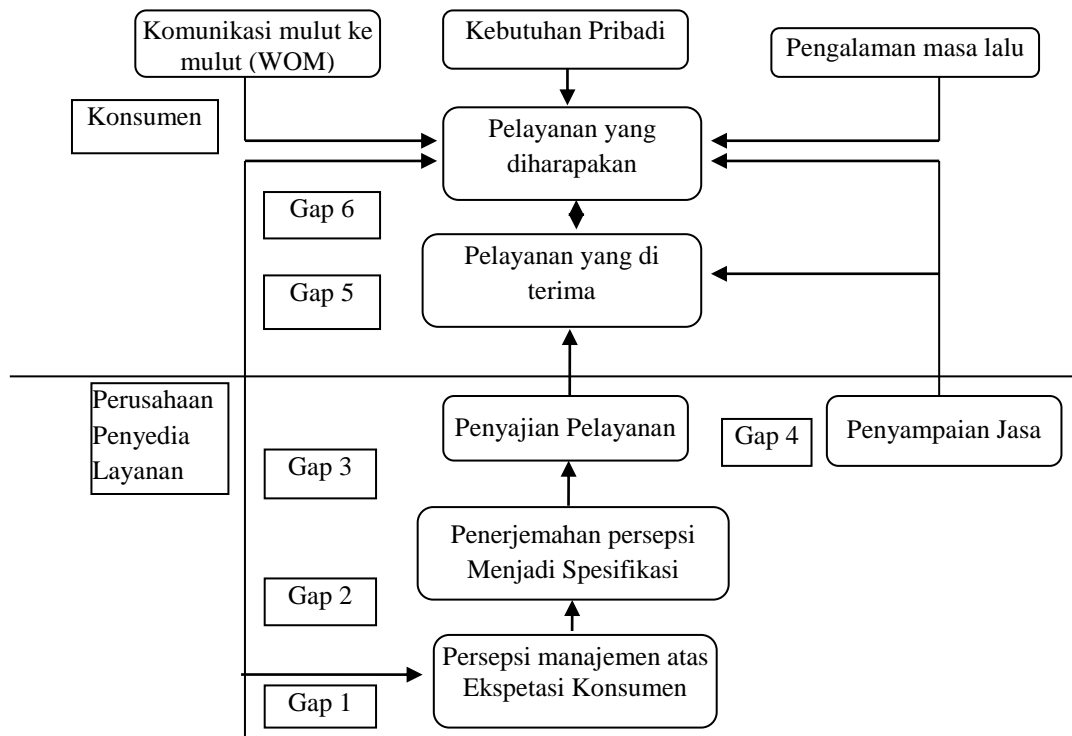 Komunikasi mulut ke
mulut (WOM)
Kebutuhan Pribadi
Pengalaman masa lalu
Konsumen
Pelayanan yang
diharapakan
Gap 6
Pelayanan yang di
terima
Gap 5
Perusahaan
Penyedia
Layanan
Penyajian Pelayanan
Gap 4
Penyampaian Jasa
Gap 3
Penerjemahan persepsi
Menjadi Spesifikasi
Gap 2
Persepsi manajemen atas
Ekspetasi Konsumen
Gap 1